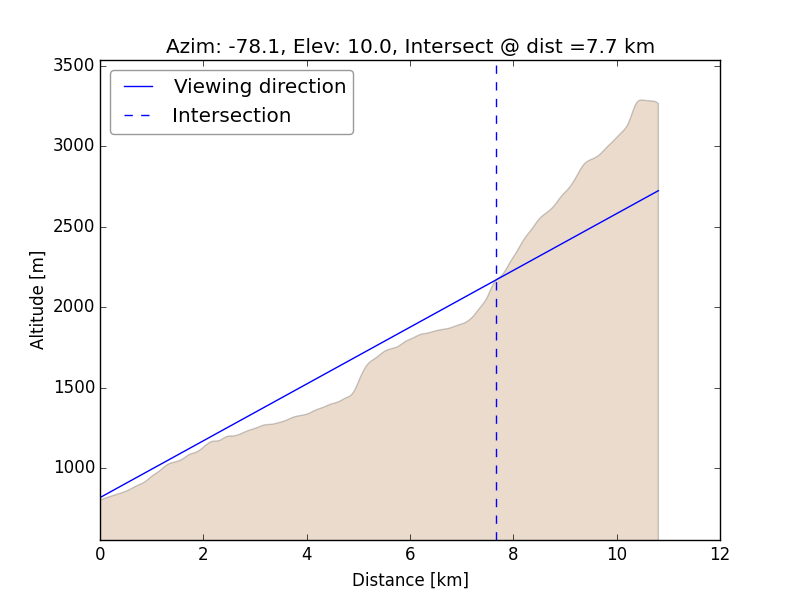 Azim: -78.1, Elev: 10.0, Intersect @ dist =7.7 km
Viewing direction
Intersection
3500
3000
2500
2000
1500
1000
Altitude [m]
0 2 4 6 8 10 12
Distance [km]